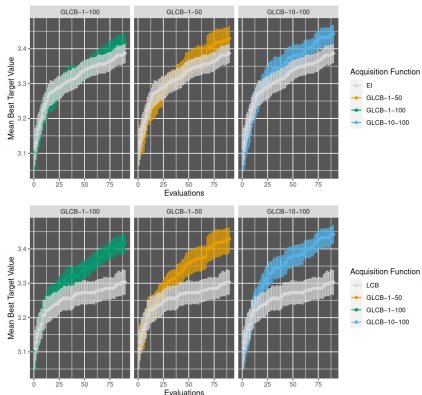 GLCB−1−100 GLCB−1−50 GLCB−10−100
3.4
3.3
3.2
3.1
Mean Best Target Value
0 25 50 75 0 25 50 75 0 25 50 75
Evaluations
Acquisition Function
EI
GLCB−1−50
GLCB−1−100
GLCB−10−100
GLCB−1−100 GLCB−1−50 GLCB−10−100
3.4
3.3
3.2
3.1
Mean Best Target Value
0 25 50 75 0 25 50 75 0 25 50 75
Evaluations
Acquisition Function
LCB
GLCB−1−50
GLCB−1−100
GLCB−10−100